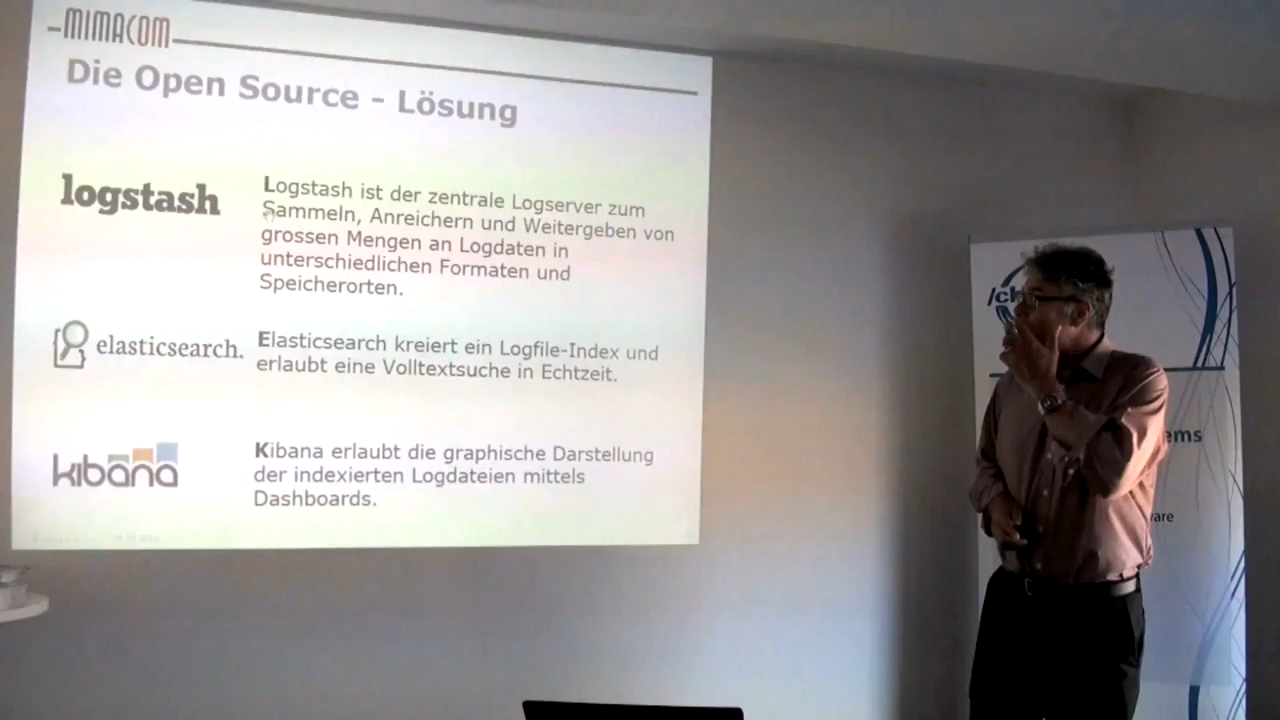 MIMACOM
Die Open Source - Lösung
logstash
Logstash ist der zentrale Logserver zum
Sammeln, Anreichern und Weitergeben von
grossen Mengen an Logdaten in
unterschiedlichen Formaten und
Speicherorten.
elasticsearch.
Elasticsearch kreiert ein Logfile-Index und
erlaubt eine Volltextsuche in Echtzeit.
kibana
Kibana erlaubt die graphische Darstellung
der indexierten Logdateien mittels
Dashboards.
/ch
ems
ware